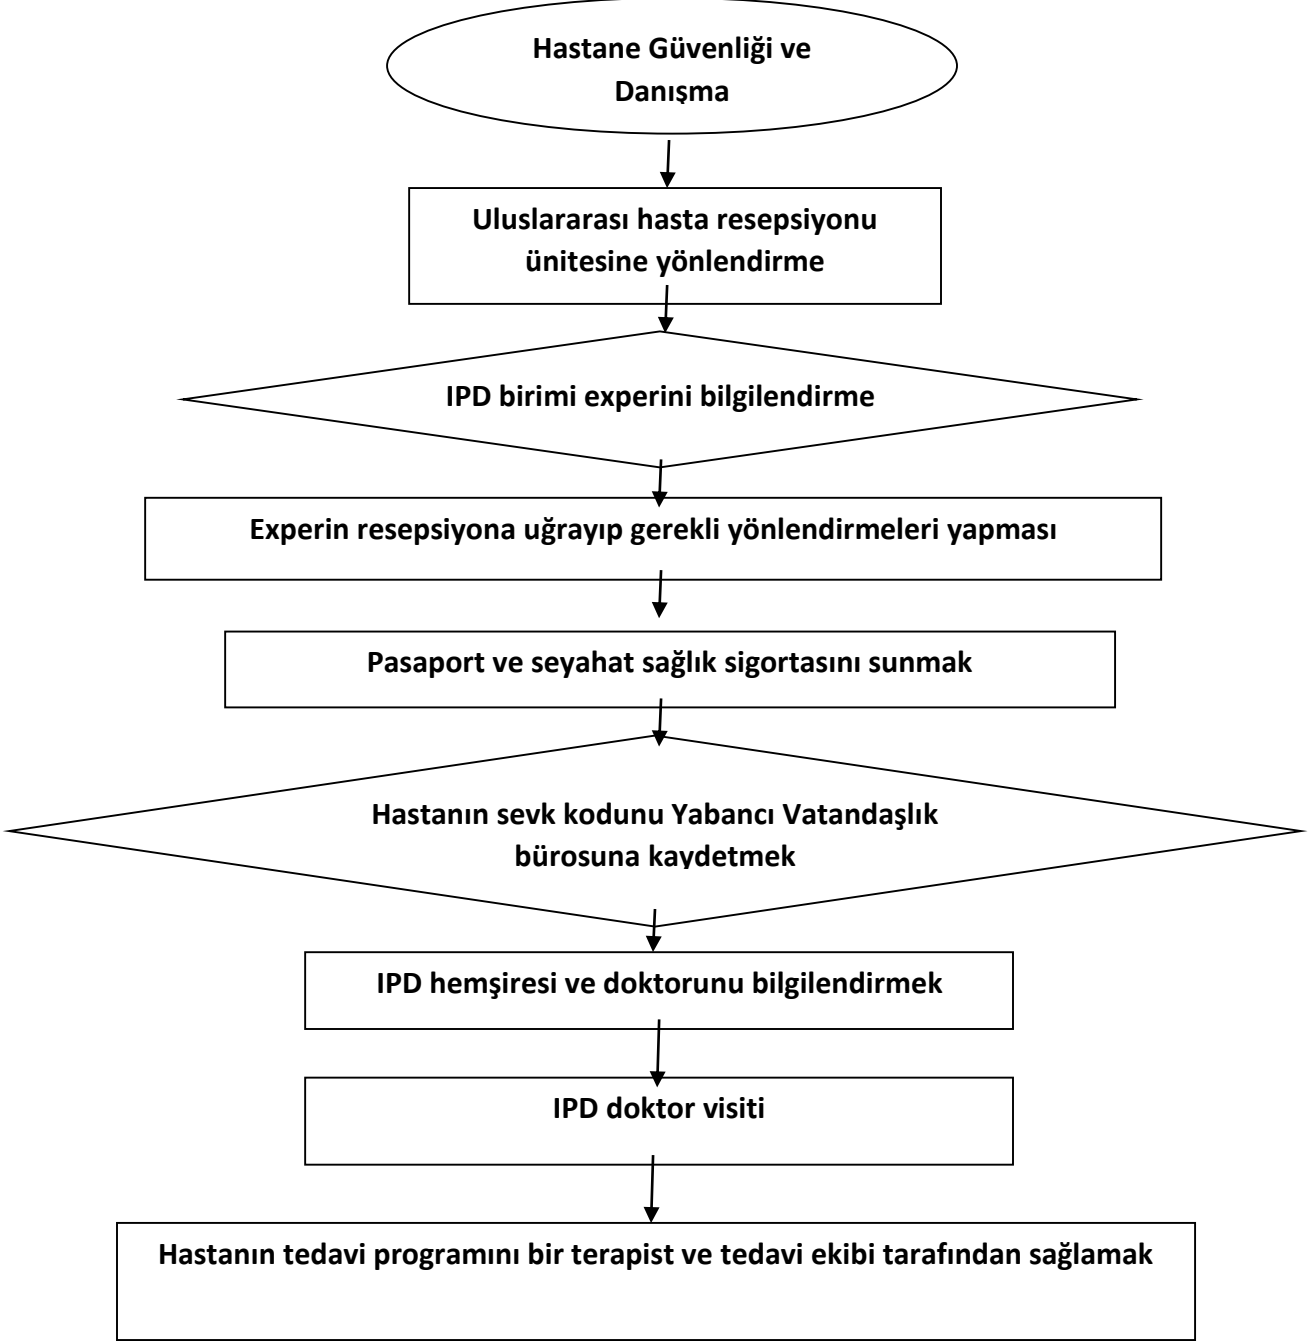 Hastane Güvenliği ve
Danışma
Uluslararası hasta resepsiyonu
ünitesine yönlendirme
IPD birimi experini bilgilendirme
Experin resepsiyona uğrayıp gerekli yönlendirmeleri yapması
Pasaport ve seyahat sağlık sigortasını sunmak
Hastanın sevk kodunu Yabancı Vatandaşlık
bürosuna kaydetmek
IPD hemşiresi ve doktorunu bilgilendirmek
IPD doktor visiti
Hastanın tedavi programını bir terapist ve tedavi ekibi tarafından sağlamak